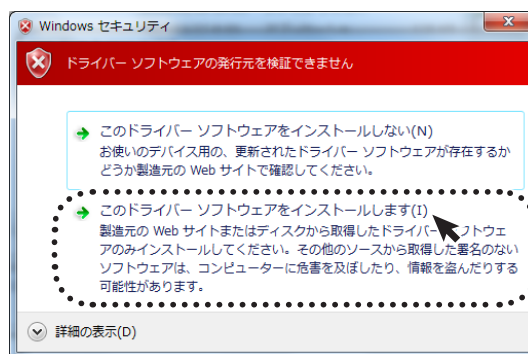 Windows セキュリティ
ドライバー ソフトウェアの発行元を検証できません
このドライバー ソフトウェアをインストールしない(N)
お使いのデバイス用の、更新されたドライバー ソフトウェアが存在するか
どうか製造元の Web サイトで確認してください。
このドライバー ソフトウェアをインストールします(I)
製造元の Web サイトまたはディスクから取得したドライバー ソフトウェ
アのみインストールしてください。その他のソースから取得した署名のない
ソフトウェアは、コンピューターに危害を及ぼしたり、情報を盗んだりする
可能性があります。
詳細の表示(D)